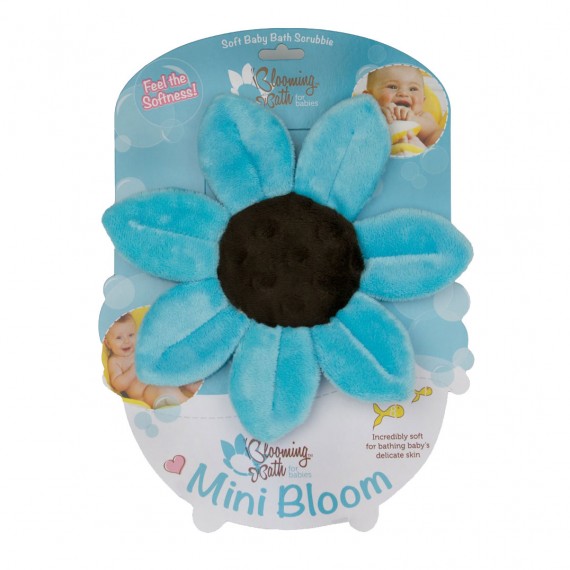 Soft Baby Bath Scrubbie
Feel the
Softness!
Blooming
Bath
for
babies
Incredibly soft
for bathing baby's
delicate skin
Blooming™
Bath
for
babies
Mini Bloom